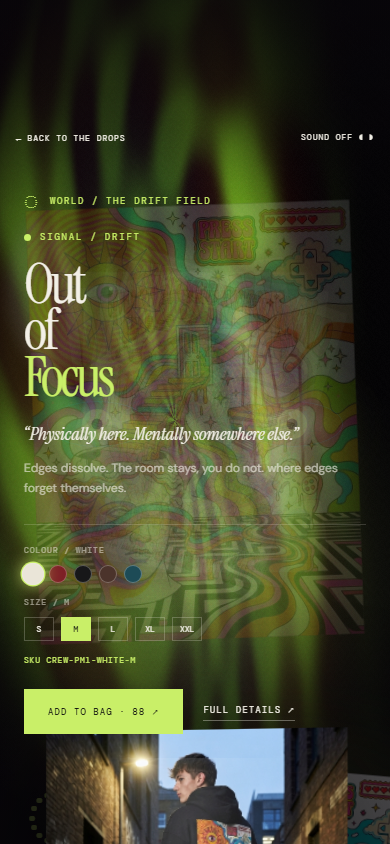 ← BACK TO THE DROPS
SOUND OFF
WORLD / THE DRIFT FIELD
SIGNAL / DRIFT
Out
of
Focus
“Physically here. Mentally somewhere else.”
Edges dissolve. The room stays, you do not. where edges
forget themselves.
COLOUR / WHITE
SIZE / M
S M L XL XXL
SKU CREW-PM1-WHITE-M
ADD TO BAG · 88 ↗
FULL DETAILS ↗